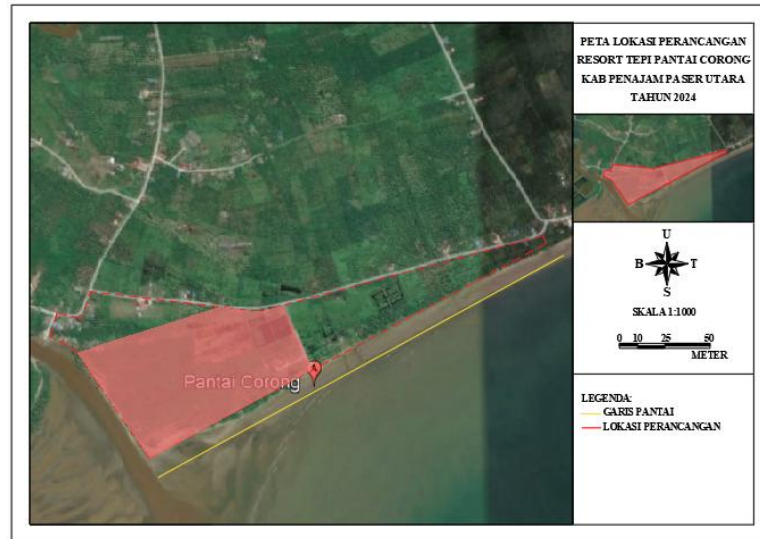 PETA LOKASI PERANCANGAN
RESORT TEPI PANTAI CORONG
KAB PENAJAM PASER UTARA
TAHUN 2024
U
B T
S
SKALA 1:1000
0 10 25 50
METER
LEGENDA:
GARIS PANTAI
LOKASI PERANCANGAN
A
Pantai Corong